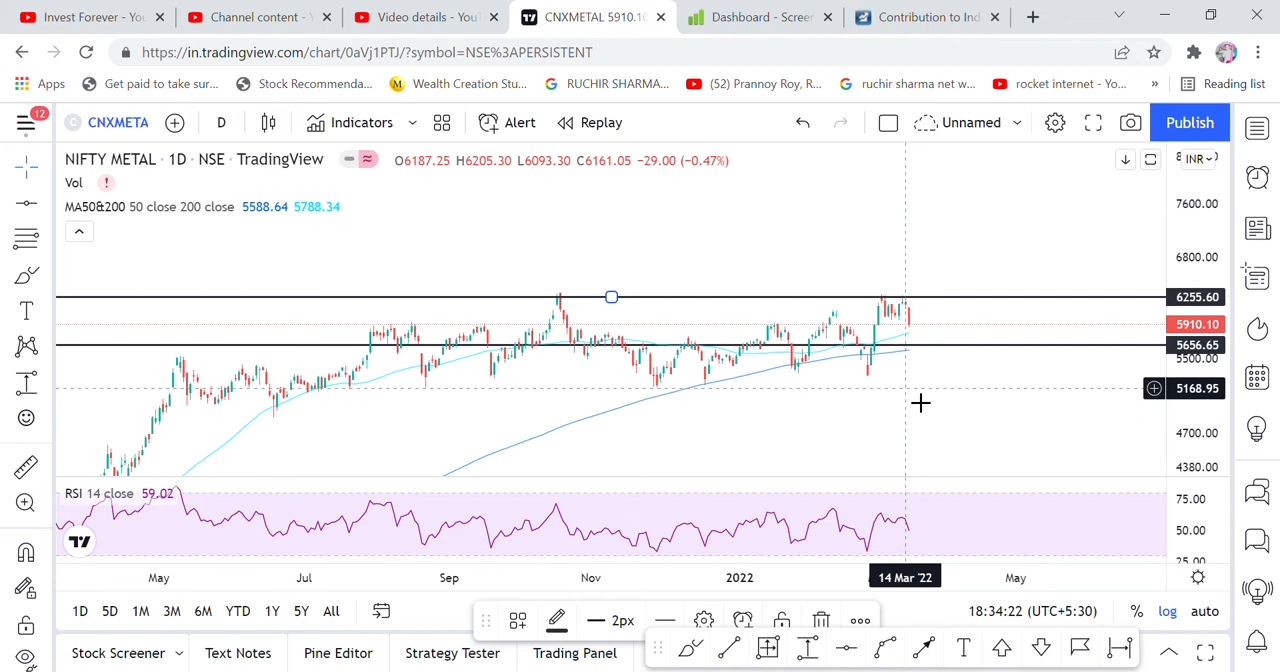 Invest Forever - You
Channel content - Y
Video details - YouT
CNXMETAL 5910.10
Dashboard - Screen
Contribution to Ind
https://in.tradingview.com/chart/0aVj1PTJ/?symbol=NSE%3APERSISTENT
Apps
Get paid to take sur...
Stock Recommenda...
Wealth Creation Stu...
RUCHIR SHARMA...
(52) Prannoy Roy, R...
ruchir sharma net w...
rocket internet - Yo...
»
Reading list
12
CNXMETA
D
Indicators
Alert
Replay
Unnamed
Publish
NIFTY METAL · 1D · NSE · TradingView
O6187.25 H6205.30 L6093.30 C6161.05 −29.00 (−0.47%)
INR
Vol
!
MA50&200 50 close 200 close 5588.64 5788.34
7600.00
6800.00
6255.60
5910.10
5656.65
5500.00
5168.95
4700.00
4380.00
RSI 14 close 59.02
75.00
50.00
25.00
May
Jul
Sep
Nov
2022
14 Mar '22
May
1D 5D 1M 3M 6M YTD 1Y 5Y All
2px
18:34:22 (UTC+5:30)
%
log
auto
Stock Screener
Text Notes
Pine Editor
Strategy Tester
Trading Panel